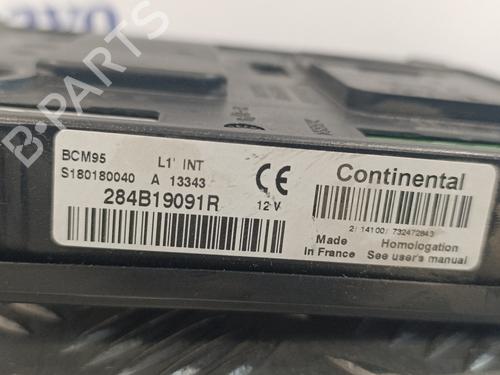 BCM95
L1' INT
S180180040
A 13343
284B19091R
12 V
CE
Continental
2/ 14100/ 732472843
Made
in France
Homologation
See user's manual
B-Parts